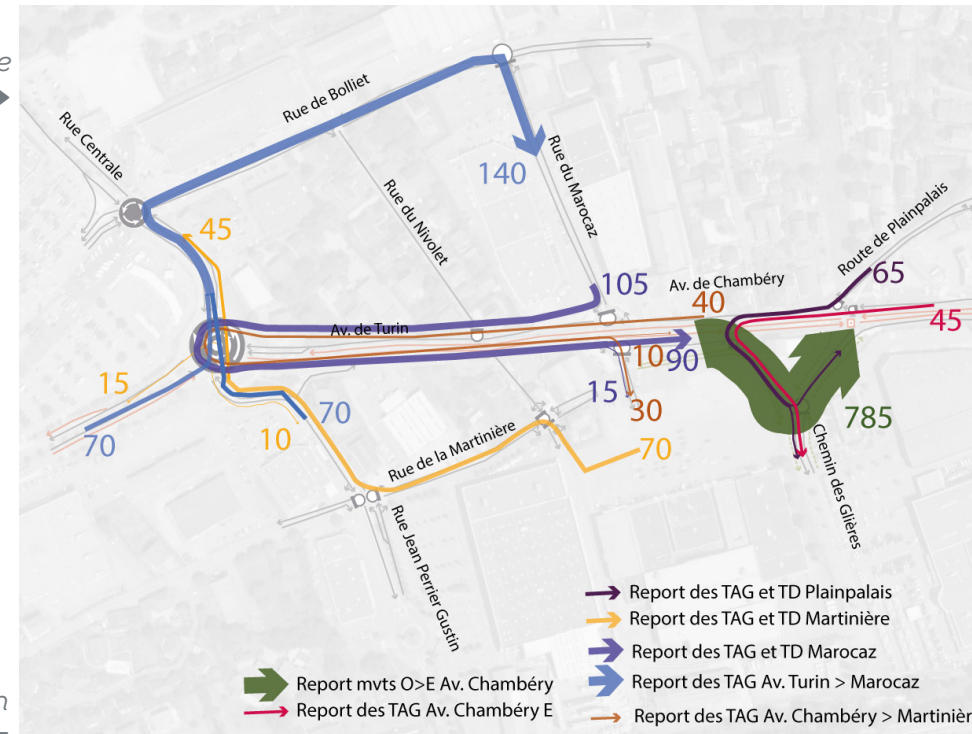 e
Rue de Bolliet
Rue Centrale
140
Rue du Marocaz
Rue du Nivolet
45
Route de Plainpalais
65
Av. de Chambéry
105
40
45
Av. de Turin
10
90
15
15
30
70
70
10
785
Rue de la Martinière
70
Chemin des Glières
Rue Jean Perrier Gustin
Report des TAG et TD Plainpalais
Report des TAG et TD Martinière
Report des TAG et TD Marocaz
Report mvts O>E Av. Chambéry
Report des TAG Av. Turin > Marocaz
Report des TAG Av. Chambéry E
Report des TAG Av. Chambéry > Martinièr
n